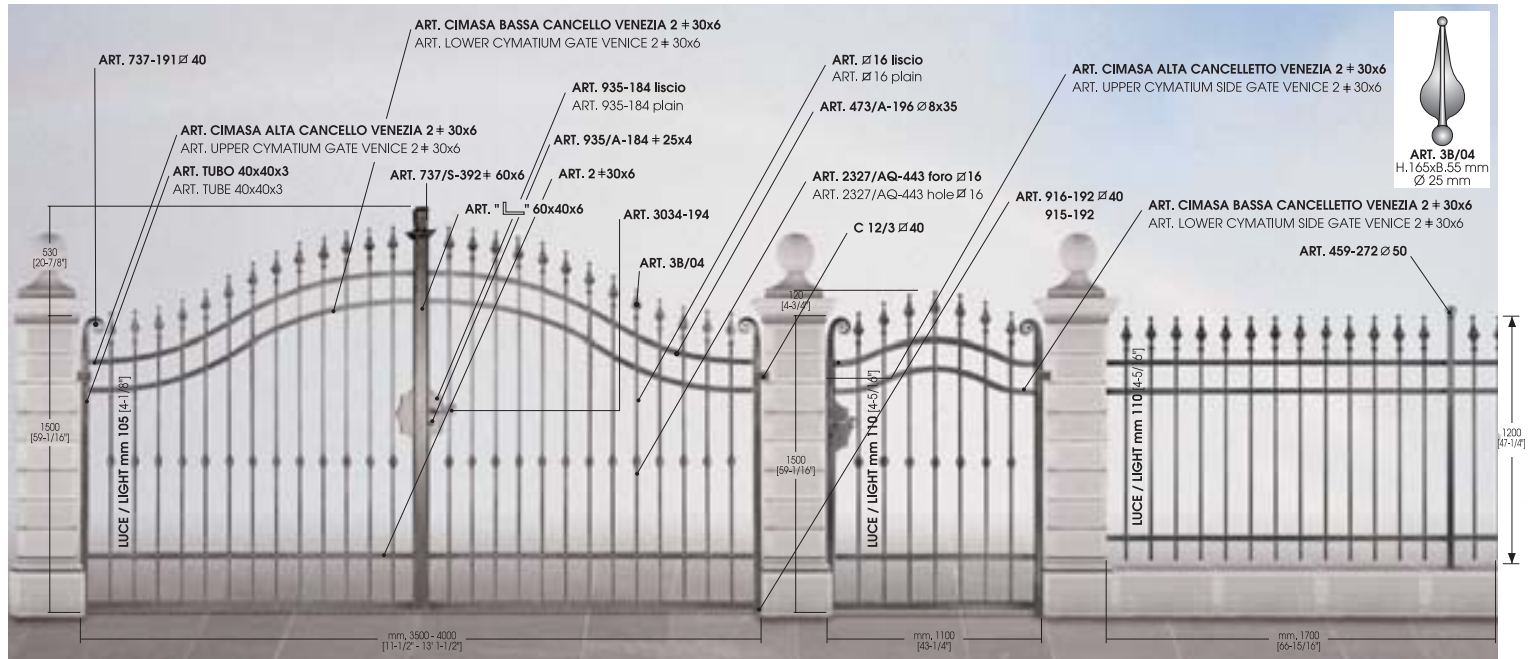 ART. CIMASA BASSA CANCELLO VENEZIA 2 ⧧ 30x6
ART. LOWER CYMATIUM GATE VENICE 2 ⧧ 30x6
ART. 737-191 ⌀ 40
ART. 935-184 liscio
ART. 935-184 plain
ART. ⌀ 16 liscio
ART. ⌀ 16 plain
ART. CIMASA ALTA CANCELLETTO VENEZIA 2 ⧧ 30x6
ART. UPPER CYMATIUM SIDE GATE VENICE 2 ⧧ 30x6
ART. 473/A-196 Ø 8x35
ART. CIMASA ALTA CANCELLO VENEZIA 2 ⧧ 30x6
ART. UPPER CYMATIUM GATE VENICE 2 ⧧ 30x6
ART. 935/A-184 ⧧ 25x4
ART. 3B/04
H.165xB.55 mm
Ø 25 mm
ART. TUBO 40x40x3
ART. TUBE 40x40x3
ART. 737/S-392 ⧧ 60x6
ART. 2 ⧧ 30x6
ART. 2327/AQ-443 foro ⌀ 16
ART. 2327/AQ-443 hole ⌀ 16
ART. 916-192 ⌀ 40
915-192
ART. " L " 60x40x6
ART. 3034-194
ART. CIMASA BASSA CANCELLETTO VENEZIA 2 ⧧ 30x6
ART. LOWER CYMATIUM SIDE GATE VENICE 2 ⧧ 30x6
C 12/3 ⌀ 40
ART. 459-272 Ø 50
ART. 3B/04
530
[20-7/8"]
120
[4-3/4"]
1500
[59-1/16"]
LUCE / LIGHT mm 105 [4-1/8"]
1500
[59-1/16"]
LUCE / LIGHT mm 110 [4-5/16"]
LUCE / LIGHT mm 110 [4-5/16"]
1200
[47-1/4"]
mm. 3500 - 4000
[11-1/2" - 13' 1-1/2"]
mm. 1100
[43-1/4"]
mm. 1700
[66-15/16"]